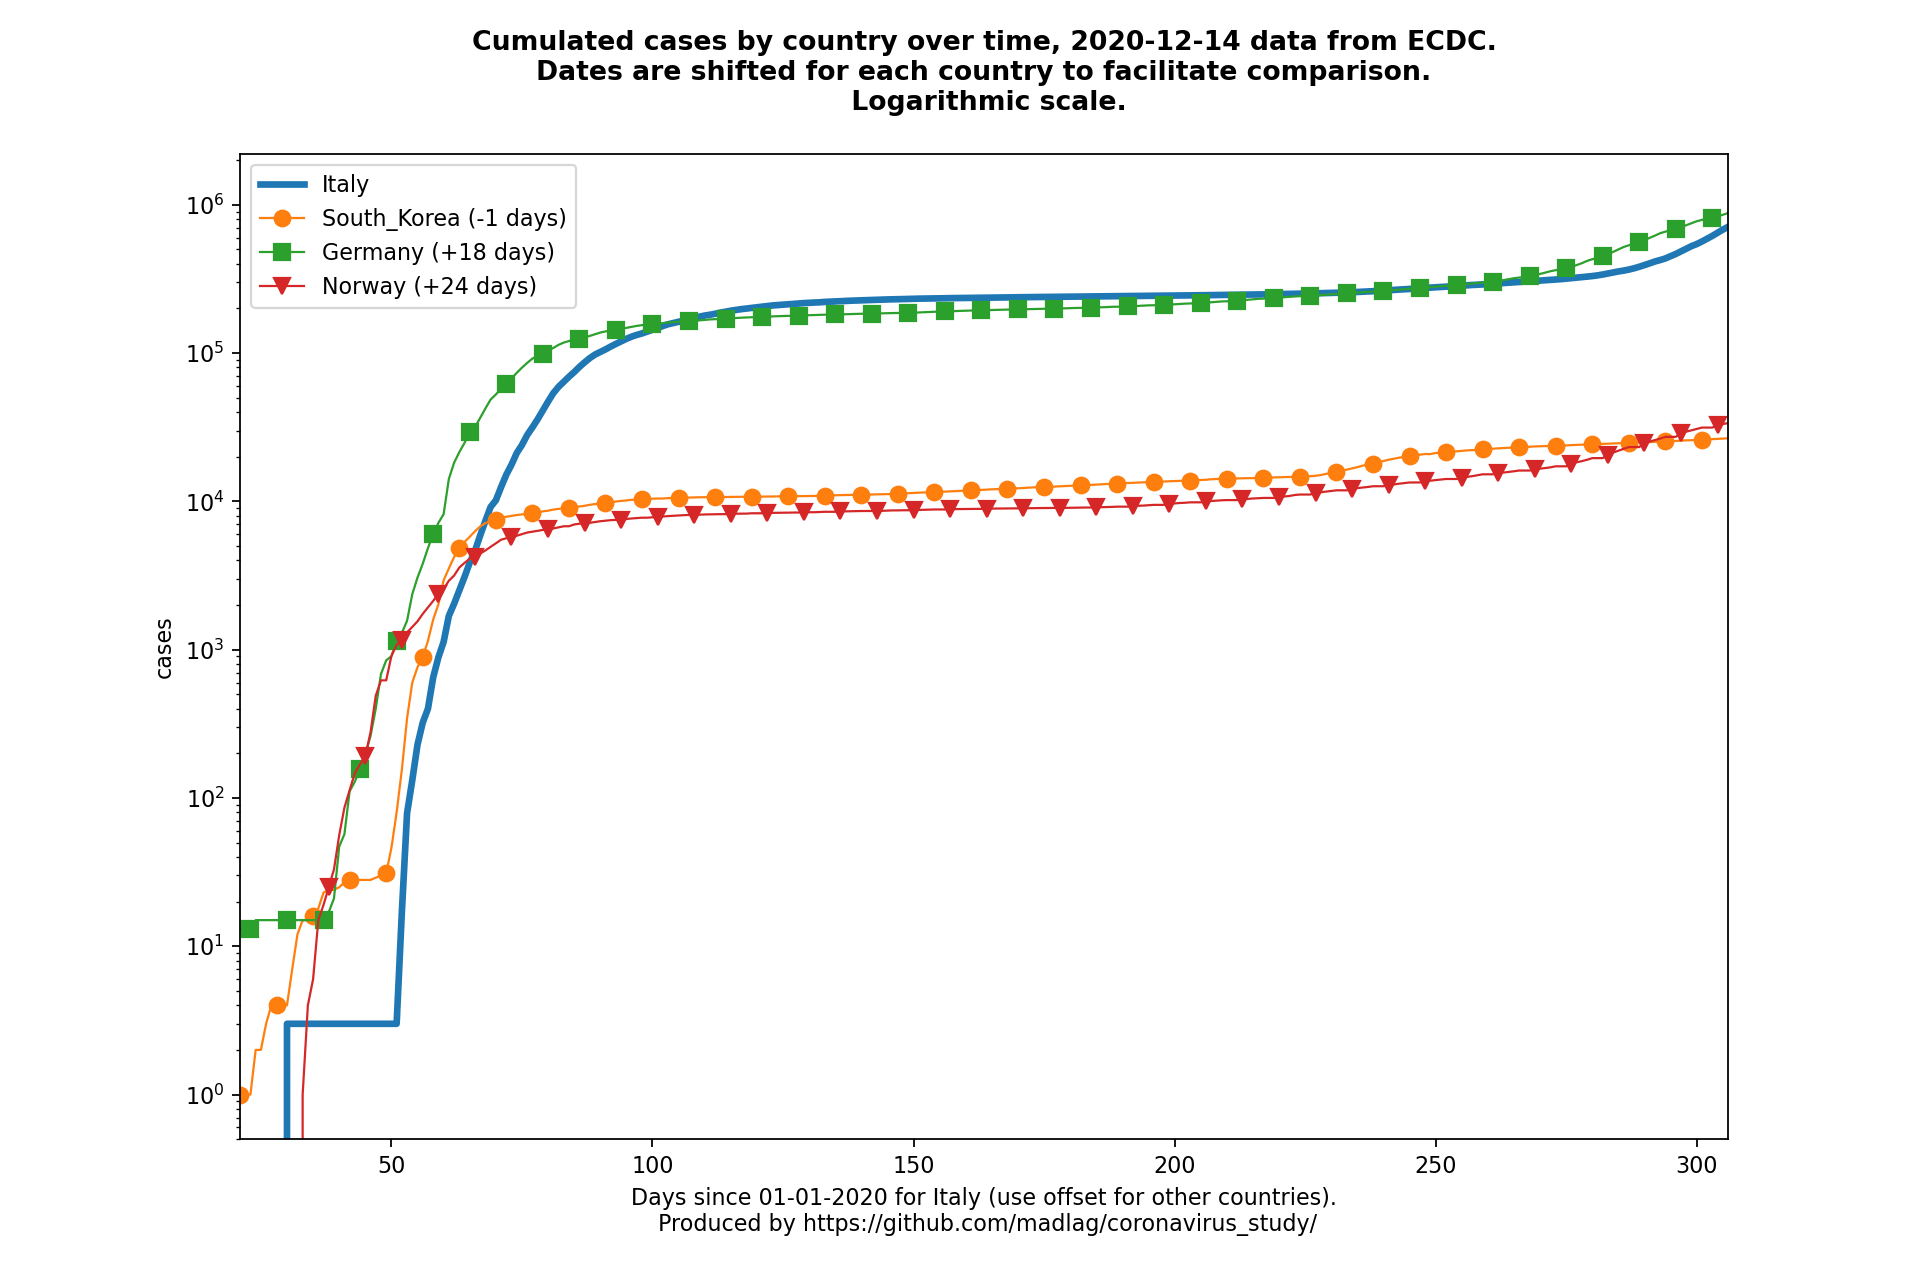 Cumulated cases by country over time, 2020-12-14 data from ECDC.
Dates are shifted for each country to facilitate comparison.
Logarithmic scale.
Italy
South_Korea (-1 days)
Germany (+18 days)
Norway (+24 days)
10^6
10^5
10^4
10^3
10^2
10^1
10^0
cases
50 100 150 200 250 300
Days since 01-01-2020 for Italy (use offset for other countries).
Produced by https://github.com/madlag/coronavirus_study/